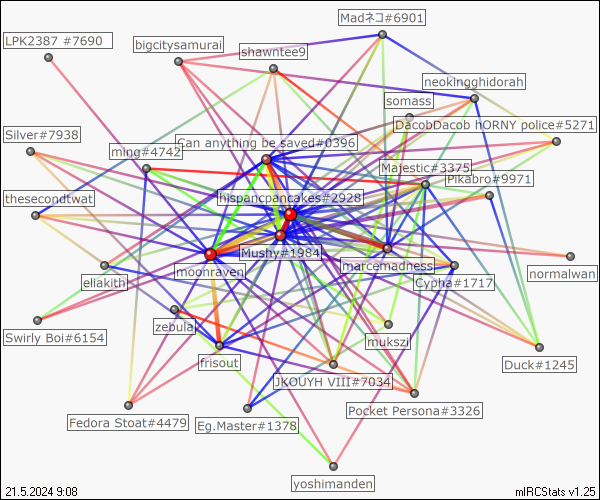 Madネコ#6901
LPK2387 #7690
bigcitysamurai
shawntee9
neokingghidorah
somass
DacobDacob hORNY police#5271
Silver#7938
Can anything be saved#0396
ming#4742
Majestic#3375
Pikabro#9971
thesecondtwat
hispancpancakes#2928
Mushy#1984
marcemadness
moonraven
normalwan
eliakith
Cypha#1717
zebula
Swirly Boi#6154
mukszi
frisout
Duck#1245
JKOUYH VIII#7034
Pocket Persona#3326
Fedora Stoat#4479
Eg.Master#1378
yoshimanden
21.5.2024 9:08
mIRCStats v1.25